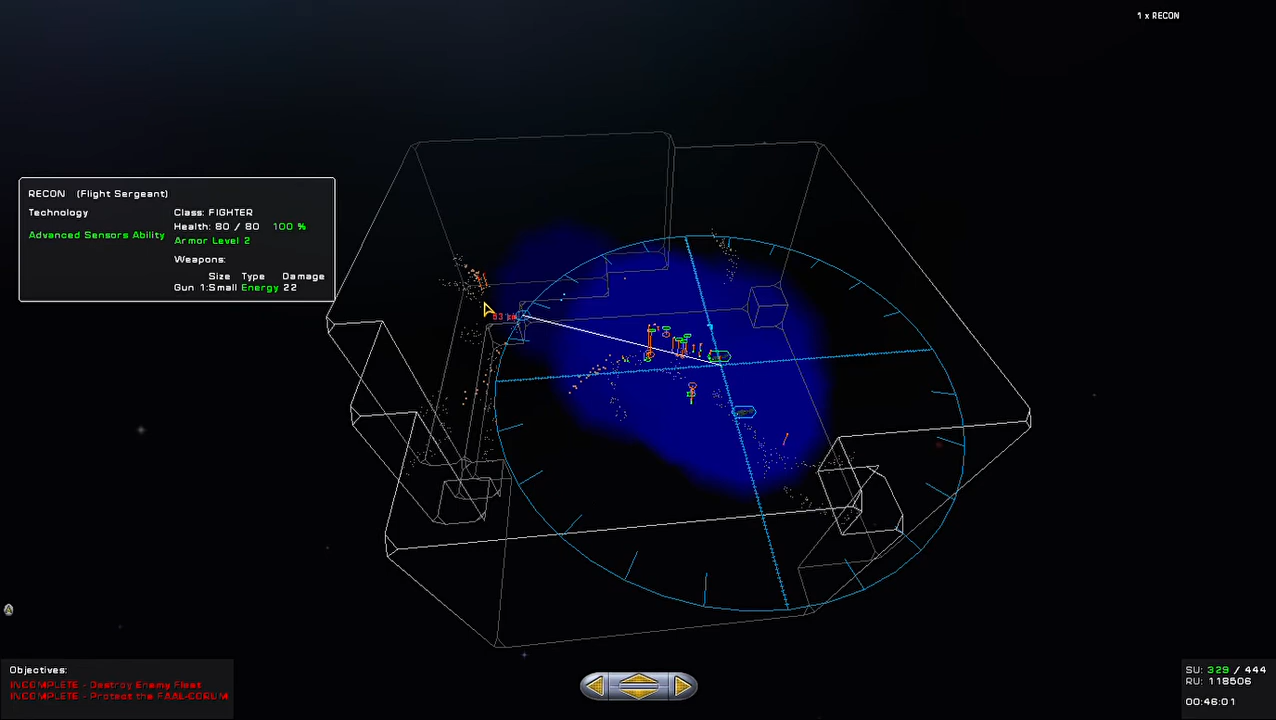 1 x RECON
RECON (Flight Sergeant)
Technology
Class: FIGHTER
Health: 80 / 80 100 %
Advanced Sensors Ability
Armor Level 2
Weapons:
Size Type Damage
Gun 1:Small Energy 22
53 km
Objectives:
INCOMPLETE - Destroy Enemy Fleet
INCOMPLETE - Protect the FAAL-CORUM
SU: 329 / 444
RU: 118506
00:46:01